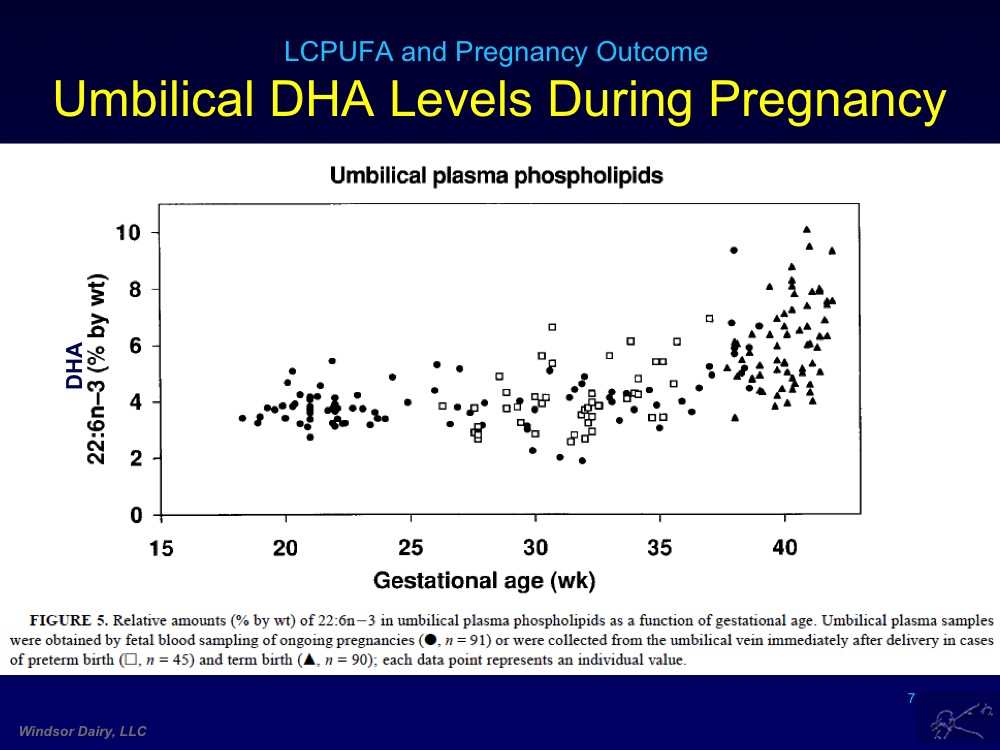 LCPUFA and Pregnancy Outcome
Umbilical DHA Levels During Pregnancy
Umbilical plasma phospholipids
DHA
22:6n–3 (% by wt)
10
8
6
4
2
0
15 20 25 30 35 40
Gestational age (wk)
FIGURE 5. Relative amounts (% by wt) of 22:6n−3 in umbilical plasma phospholipids as a function of gestational age. Umbilical plasma samples
were obtained by fetal blood sampling of ongoing pregnancies (●, n = 91) or were collected from the umbilical vein immediately after delivery in cases
of preterm birth (□, n = 45) and term birth (▲, n = 90); each data point represents an individual value.
7
Windsor Dairy, LLC